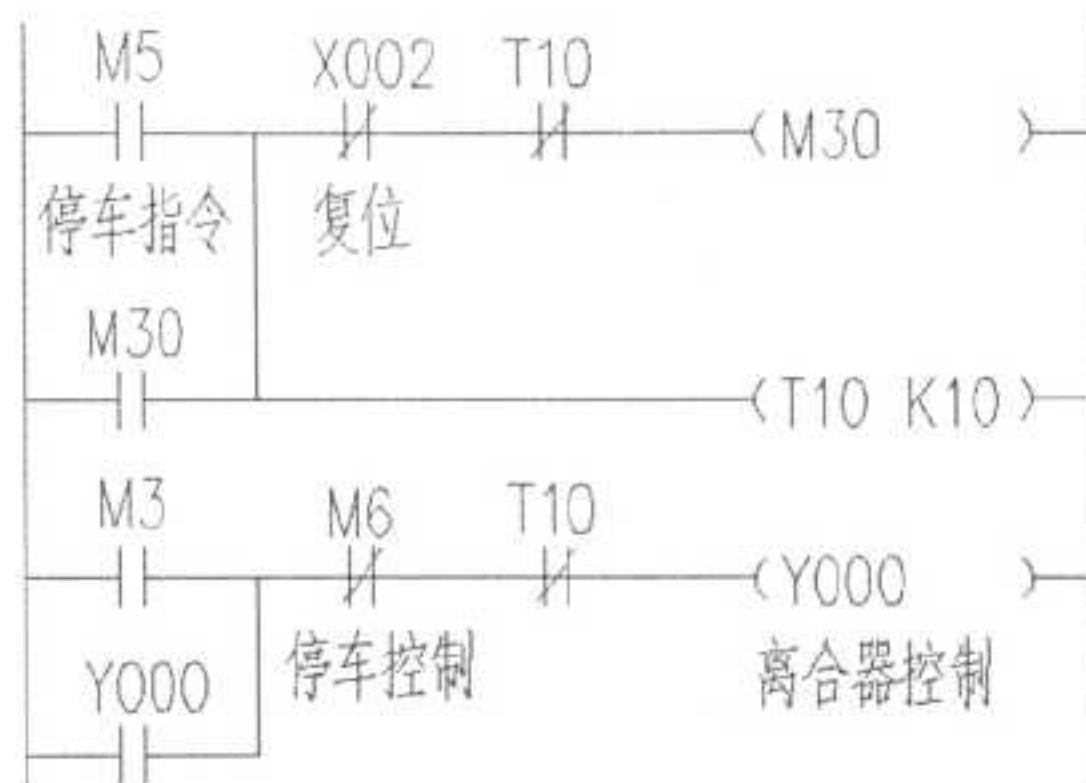 M5 X002 T10
(M30 )
停车指令 复位
M30
(T10 K10)
M3 M6 T10
(Y000 )
停车控制 离合器控制
Y000